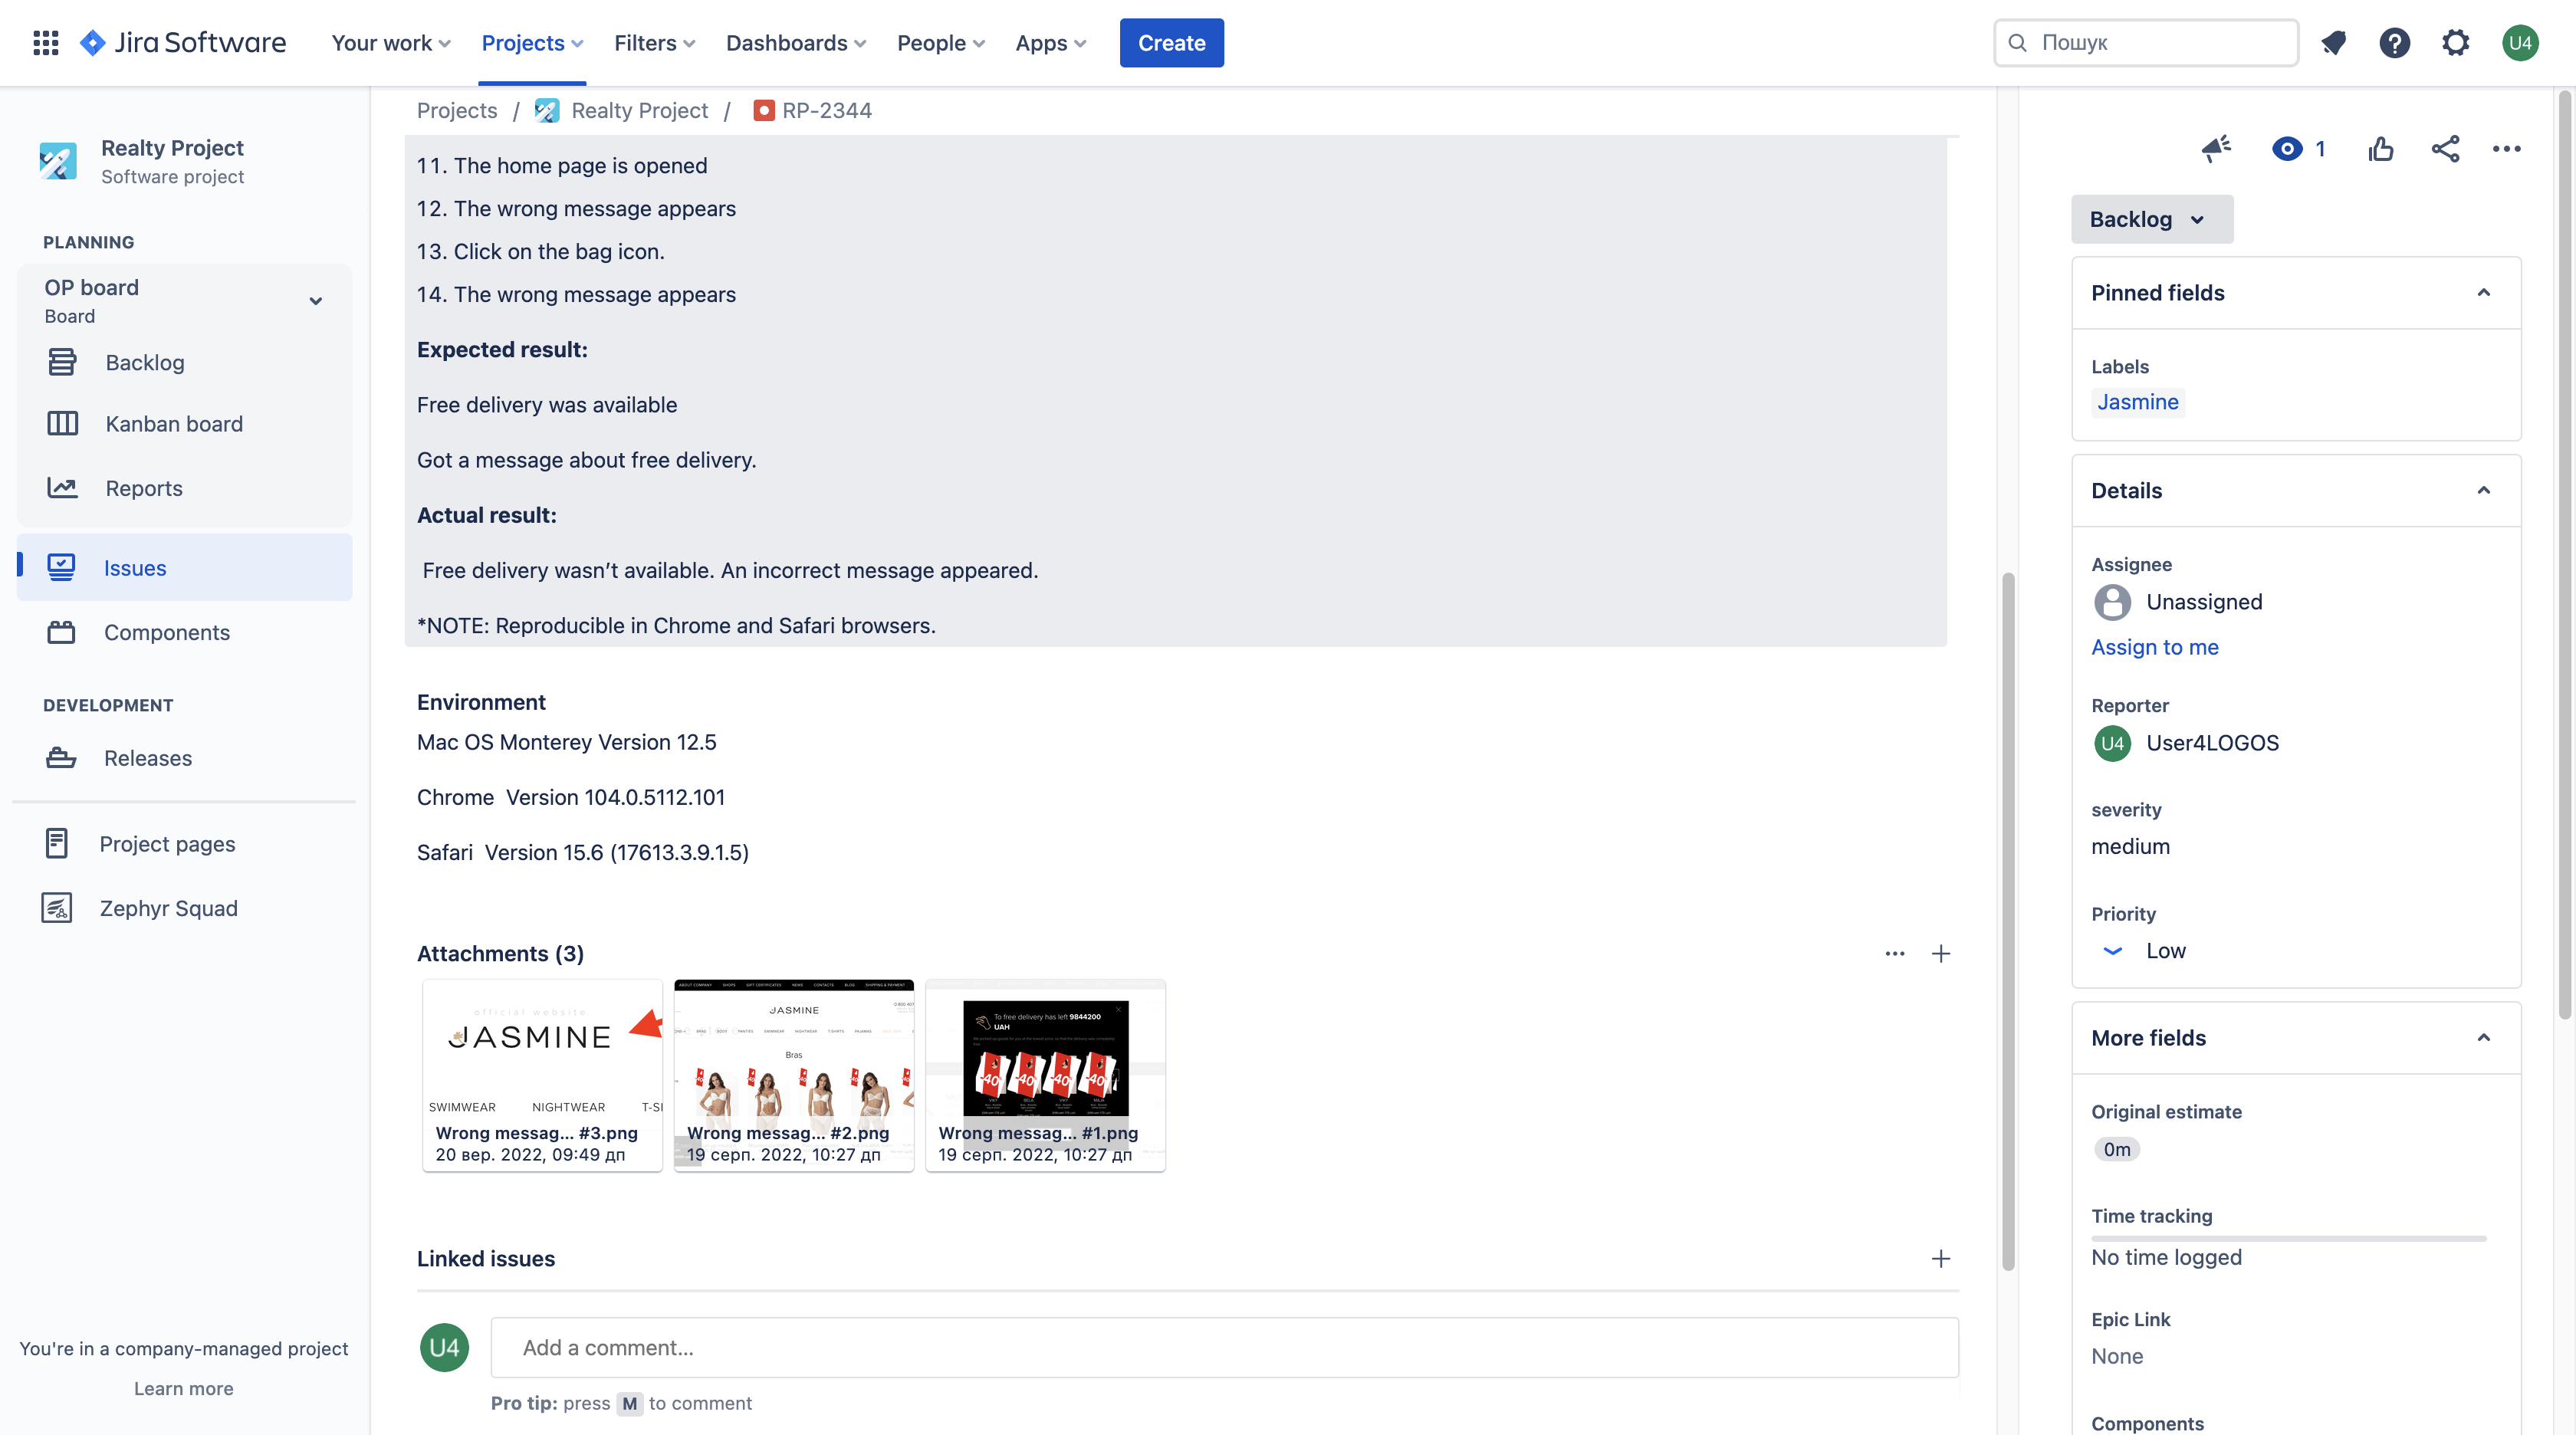 Jira Software
Your work
Projects
Filters
Dashboards
People
Apps
Create
Пошук
U4
Realty Project
Software project
PLANNING
OP board
Board
Backlog
Kanban board
Reports
Issues
Components
DEVELOPMENT
Releases
Project pages
Zephyr Squad
You're in a company-managed project
Learn more
Projects / Realty Project / RP-2344
11. The home page is opened
12. The wrong message appears
13. Click on the bag icon.
14. The wrong message appears
Expected result:
Free delivery was available
Got a message about free delivery.
Actual result:
Free delivery wasn’t available. An incorrect message appeared.
*NOTE: Reproducible in Chrome and Safari browsers.
Environment
Mac OS Monterey Version 12.5
Chrome Version 104.0.5112.101
Safari Version 15.6 (17613.3.9.1.5)
Attachments (3)
official website
JASMINE
SWIMWEAR NIGHTWEAR T-SI
Wrong messag... #3.png
20 вер. 2022, 09:49 дп
JASMINE
Bras
Wrong messag... #2.png
19 серп. 2022, 10:27 дп
To free delivery has left 9844200
UAH
Wrong messag... #1.png
19 серп. 2022, 10:27 дп
Linked issues
U4
Add a comment...
Pro tip: press M to comment
1
Backlog
Pinned fields
Labels
Jasmine
Details
Assignee
Unassigned
Assign to me
Reporter
U4 User4LOGOS
severity
medium
Priority
Low
More fields
Original estimate
0m
Time tracking
No time logged
Epic Link
None
Components